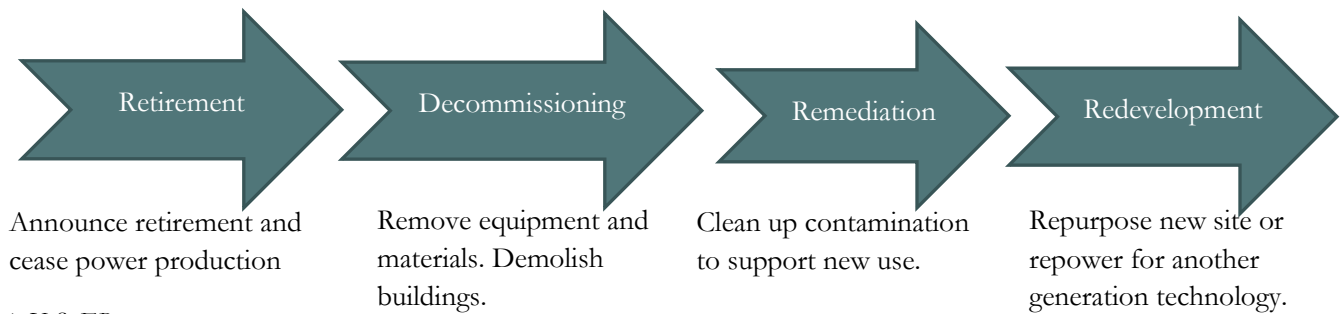 Retirement
Decommissioning
Remediation
Redevelopment
Announce retirement and
cease power production
Remove equipment and
materials. Demolish
buildings.
Clean up contamination
to support new use.
Repurpose new site or
repower for another
generation technology.